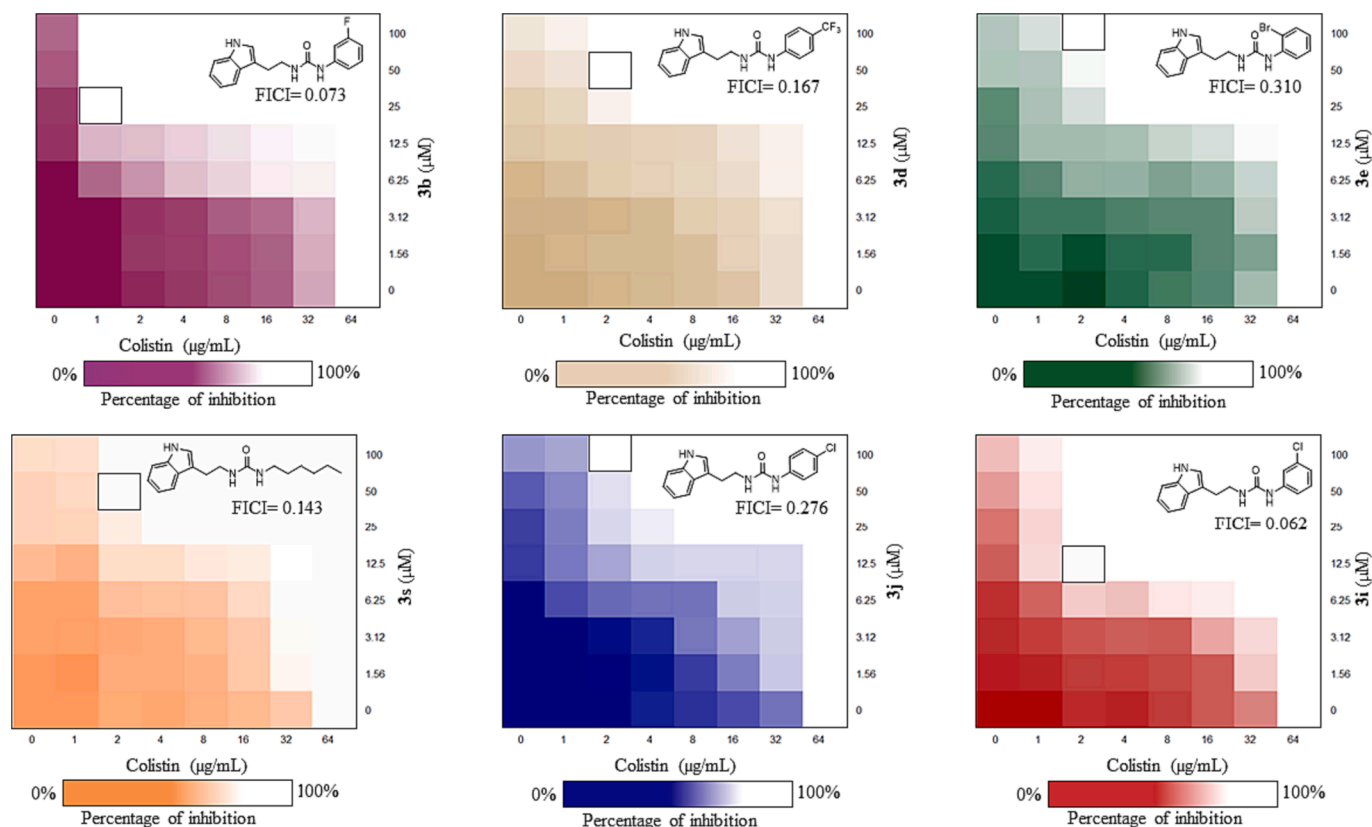 HN
O
N
H
N
H
F
FICI= 0.073
100
50
25
12.5
6.25
3.12
1.56
0
3b (µM)
0 1 2 4 8 16 32 64
Colistin (µg/mL)
0% 100%
Percentage of inhibition
HN
O
N
H
N
H
CF3
FICI= 0.167
100
50
25
12.5
6.25
3.12
1.56
0
3d (µM)
0 1 2 4 8 16 32 64
Colistin (µg/mL)
0% 100%
Percentage of inhibition
HN
O
N
H
N
H
Br
FICI= 0.310
100
50
25
12.5
6.25
3.12
1.56
0
3e (µM)
0 1 2 4 8 16 32 64
Colistin (µg/mL)
0% 100%
Percentage of inhibition
HN
O
N
H
N
H
FICI= 0.143
100
50
25
12.5
6.25
3.12
1.56
0
3s (µM)
0 1 2 4 8 16 32 64
Colistin (µg/mL)
0% 100%
Percentage of inhibition
HN
O
N
H
N
H
Cl
FICI= 0.276
100
50
25
12.5
6.25
3.12
1.56
0
3j (µM)
0 1 2 4 8 16 32 64
Colistin (µg/mL)
0% 100%
Percentage of inhibition
HN
O
N
H
N
H
Cl
FICI= 0.062
100
50
25
12.5
6.25
3.12
1.56
0
3i (µM)
0 1 2 4 8 16 32 64
Colistin (µg/mL)
0% 100%
Percentage of inhibition